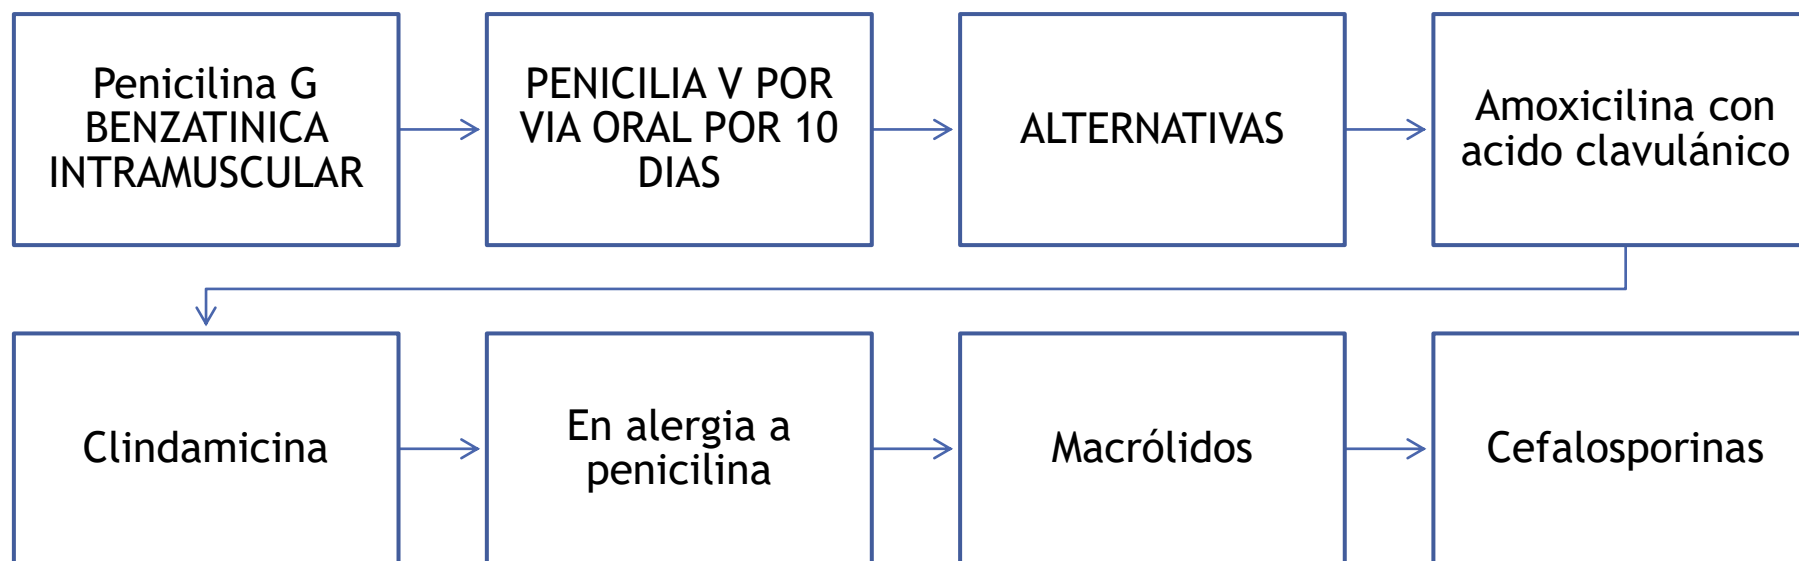 Penicilina G
BENZATINICA
INTRAMUSCULAR
PENICILIA V POR
VIA ORAL POR 10
DIAS
ALTERNATIVAS
Amoxicilina con
acido clavulánico
Clindamicina
En alergia a
penicilina
Macrólidos
Cefalosporinas